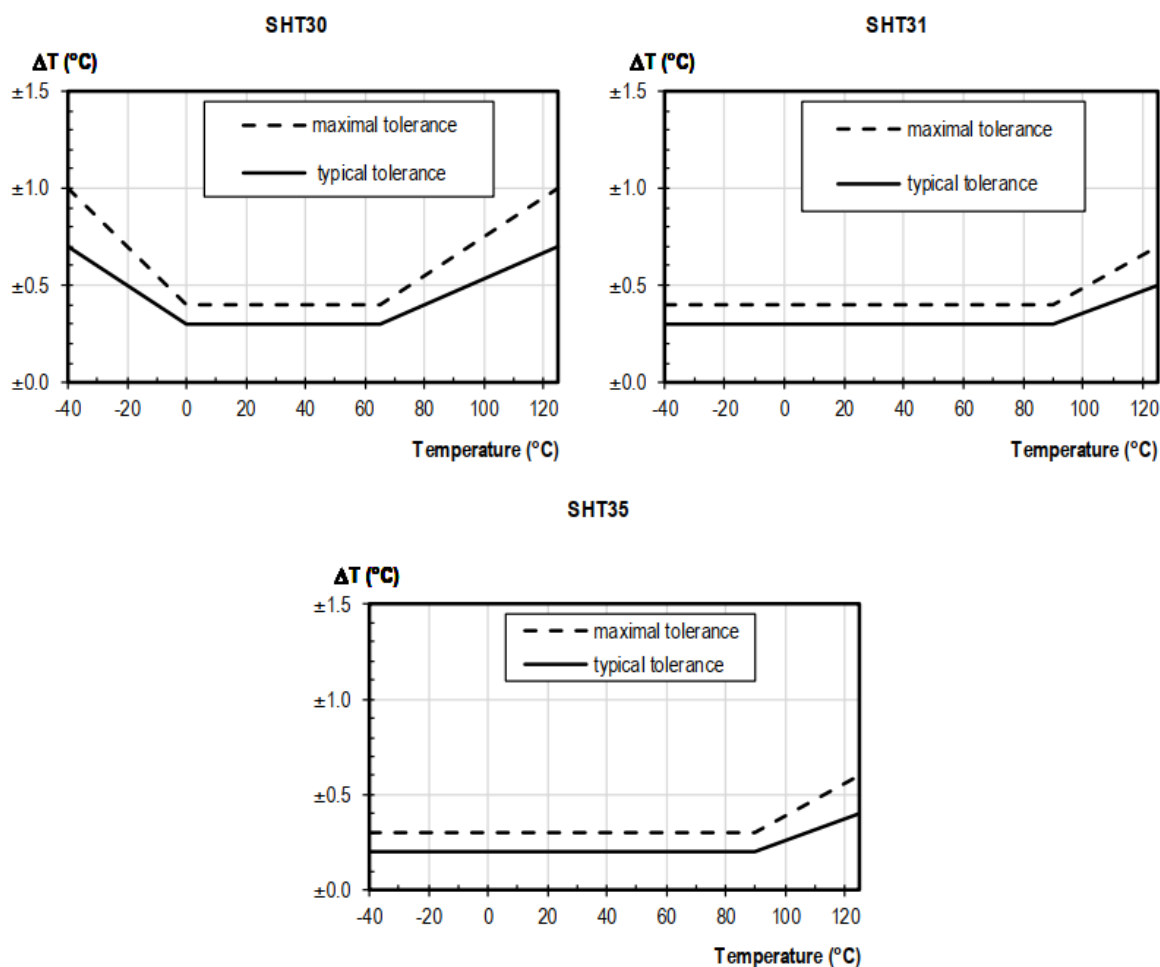 SHT30
ΔT (°C)
±1.5
±1.0
±0.5
±0.0
maximal tolerance
typical tolerance
-40 -20 0 20 40 60 80 100 120
Temperature (°C)
SHT31
ΔT (°C)
±1.5
±1.0
±0.5
±0.0
maximal tolerance
typical tolerance
-40 -20 0 20 40 60 80 100 120
Temperature (°C)
SHT35
ΔT (°C)
±1.5
±1.0
±0.5
±0.0
maximal tolerance
typical tolerance
-40 -20 0 20 40 60 80 100 120
Temperature (°C)